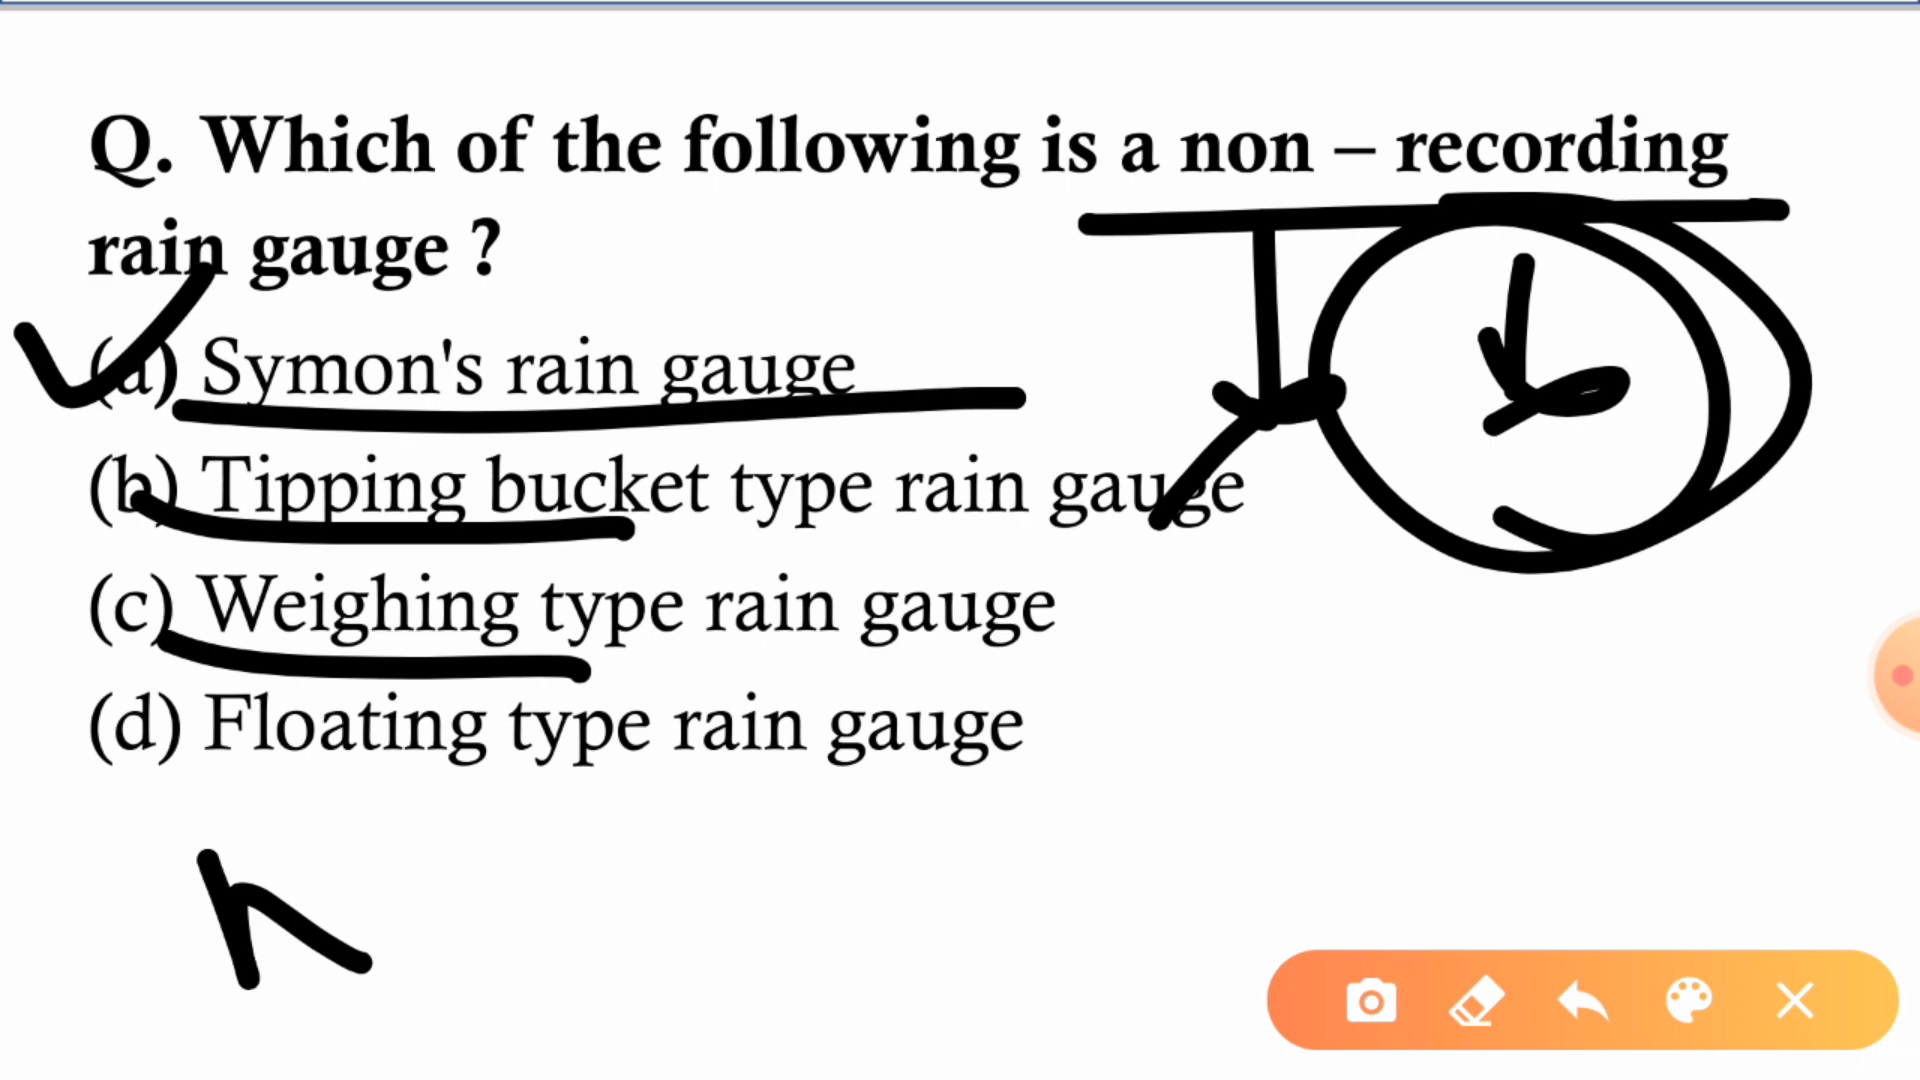 Q. Which of the following is a non – recording
rain gauge ?
(a) Symon's rain gauge
(b) Tipping bucket type rain gauge
(c) Weighing type rain gauge
(d) Floating type rain gauge